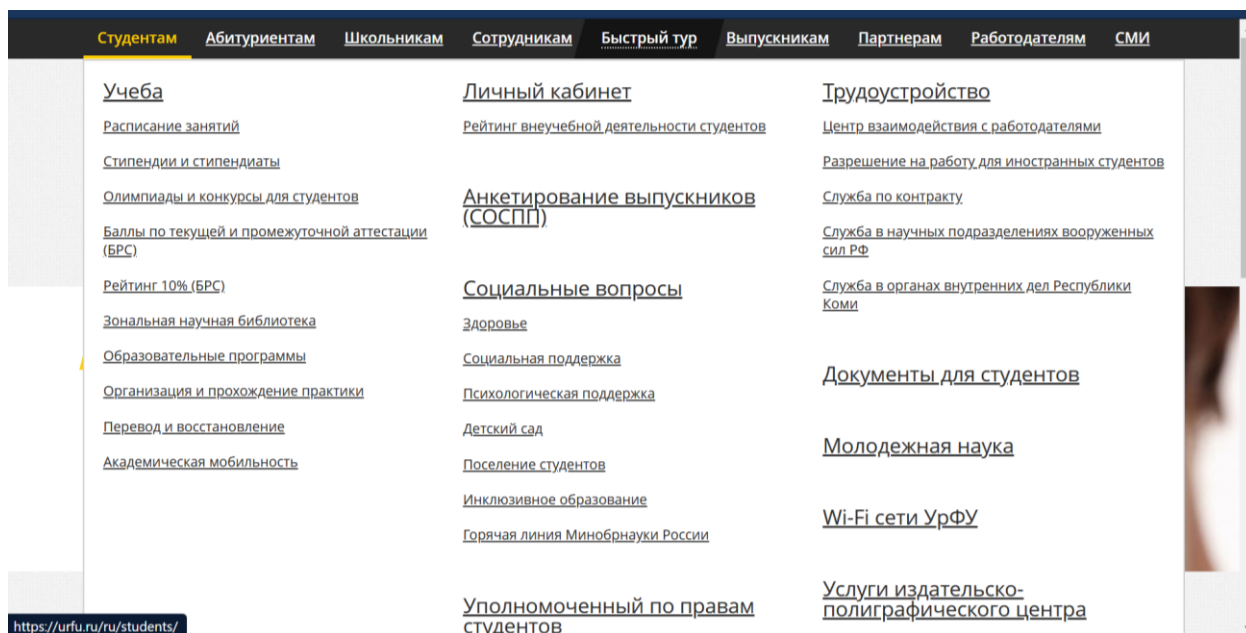 Студентам Абитуриентам Школьникам Сотрудникам Быстрый тур Выпускникам Партнерам Работодателям СМИ
Учеба
Расписание занятий
Стипендии и стипендиаты
Олимпиады и конкурсы для студентов
Баллы по текущей и промежуточной аттестации
(БРС)
Рейтинг 10% (БРС)
Зональная научная библиотека
Образовательные программы
Организация и прохождение практики
Перевод и восстановление
Академическая мобильность
Личный кабинет
Рейтинг внеучебной деятельности студентов
Анкетирование выпускников
(СОСПП)
Социальные вопросы
Здоровье
Социальная поддержка
Психологическая поддержка
Детский сад
Поселение студентов
Инклюзивное образование
Горячая линия Минобрнауки России
Уполномоченный по правам
студентов
Трудоустройство
Центр взаимодействия с работодателями
Разрешение на работу для иностранных студентов
Служба по контракту
Служба в научных подразделениях вооруженных
сил РФ
Служба в органах внутренних дел Республики
Коми
Документы для студентов
Молодежная наука
Wi-Fi сети УрФУ
Услуги издательско-
полиграфического центра
https://urfu.ru/ru/students/